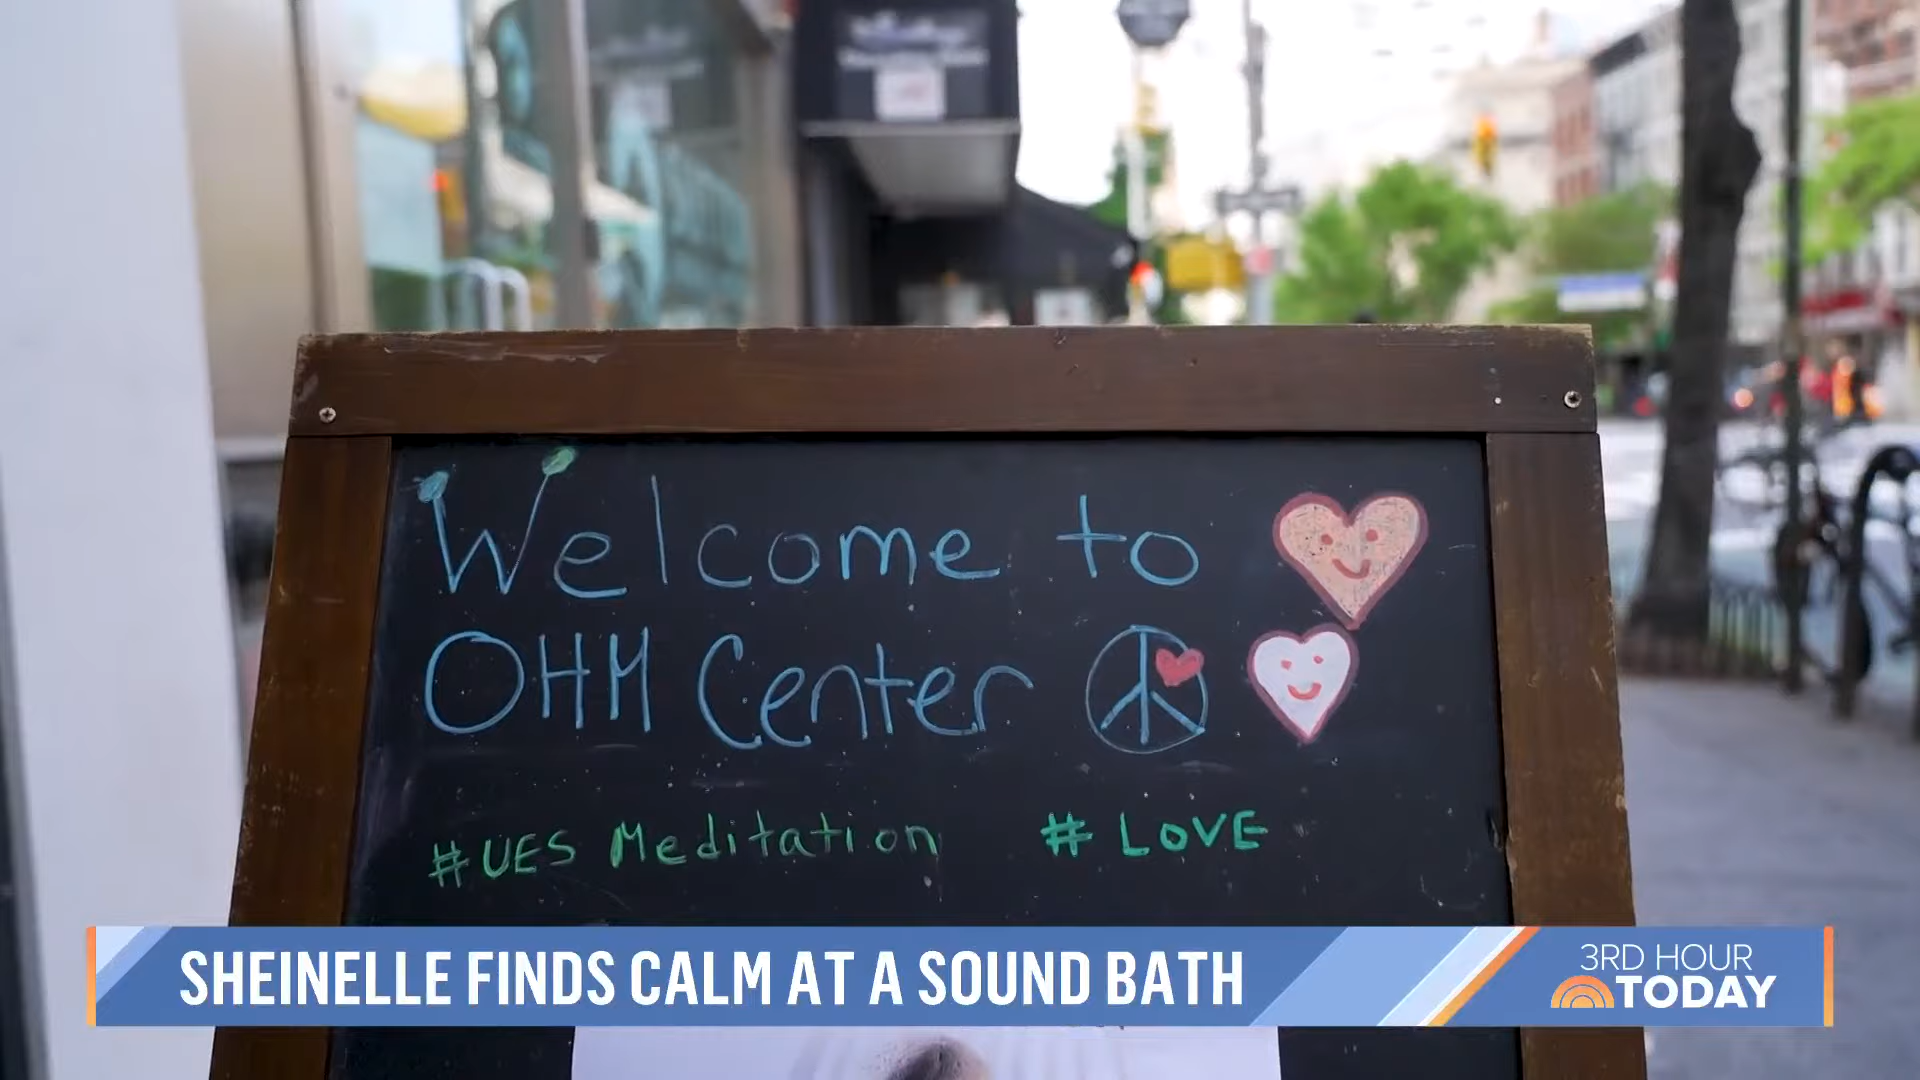 Welcome to
OHM Center
#UES Meditation # LOVE
SHEINELLE FINDS CALM AT A SOUND BATH
3RD HOUR
TODAY